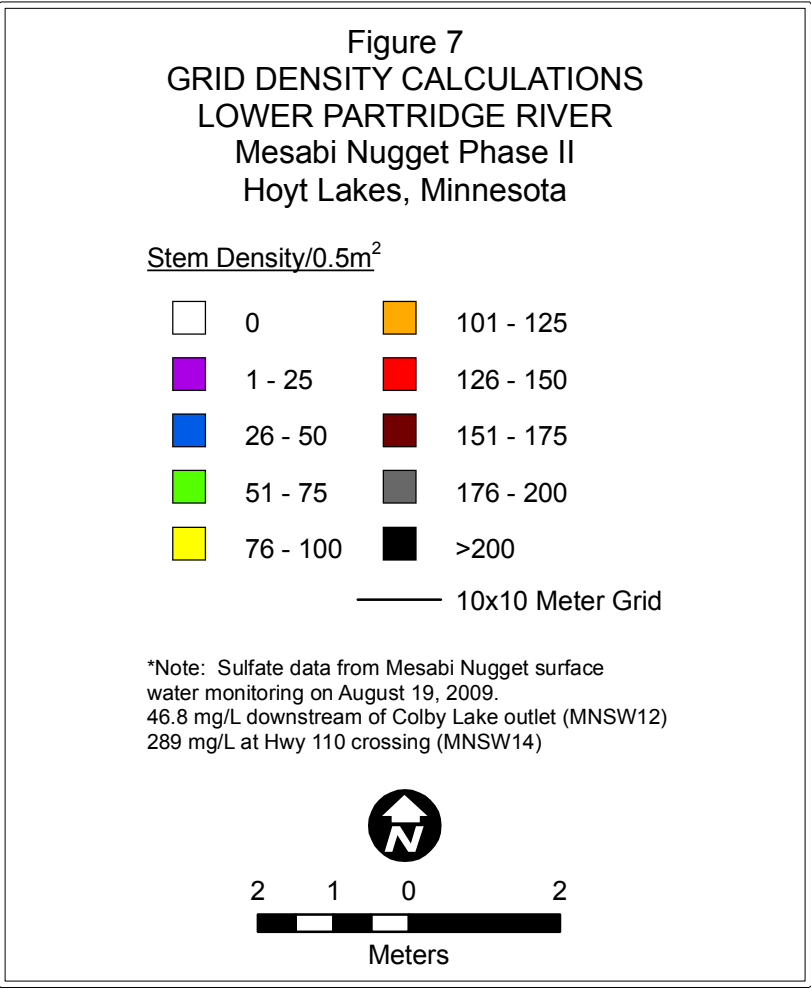 Figure 7
GRID DENSITY CALCULATIONS
LOWER PARTRIDGE RIVER
Mesabi Nugget Phase II
Hoyt Lakes, Minnesota
Stem Density/0.5m²
0
1 - 25
26 - 50
51 - 75
76 - 100
101 - 125
126 - 150
151 - 175
176 - 200
>200
10x10 Meter Grid
*Note: Sulfate data from Mesabi Nugget surface
water monitoring on August 19, 2009.
46.8 mg/L downstream of Colby Lake outlet (MNSW12)
289 mg/L at Hwy 110 crossing (MNSW14)
N
2 1 0 2
Meters